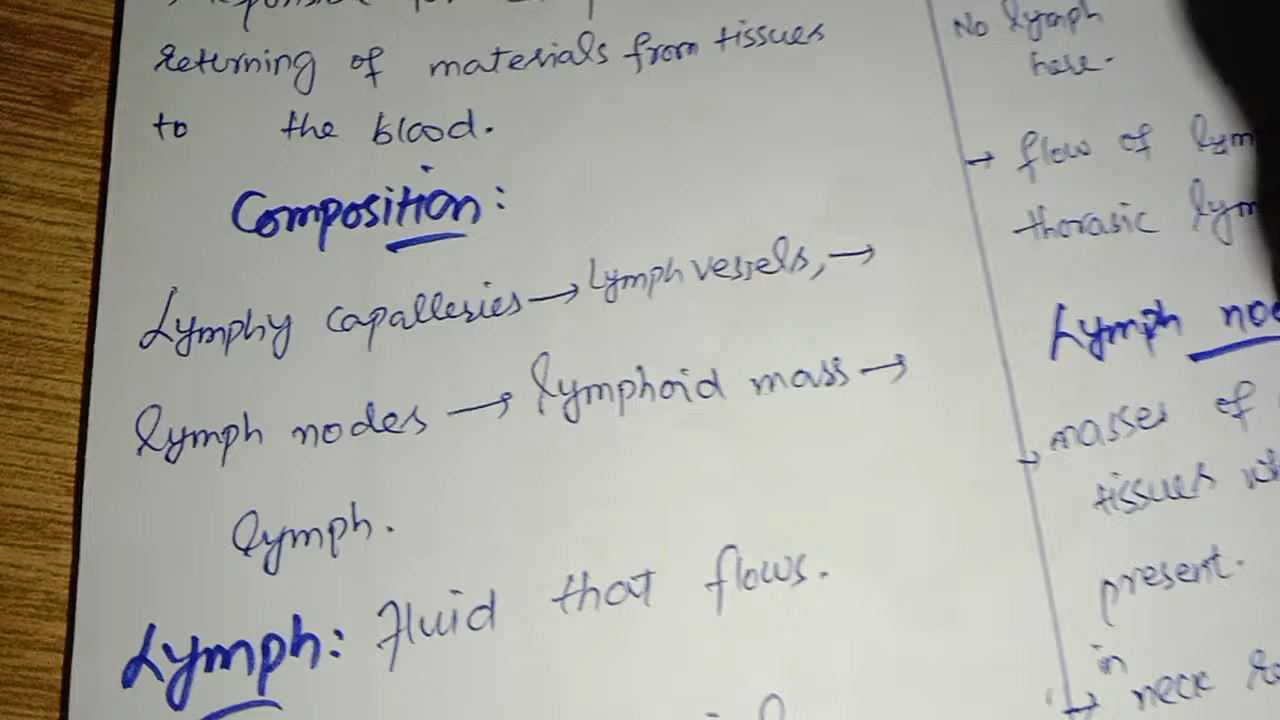 returning of materials from tissues
to the blood.
Composition:
Lymphy capalleries → Lymph vessels, →
lymph nodes → lymphoid mass →
lymph.
Lymph: Fluid that flows.
No lymph
here.
→ flow of
thorasic
Lymph
→ masses of
tissues
present.
in
→ neck